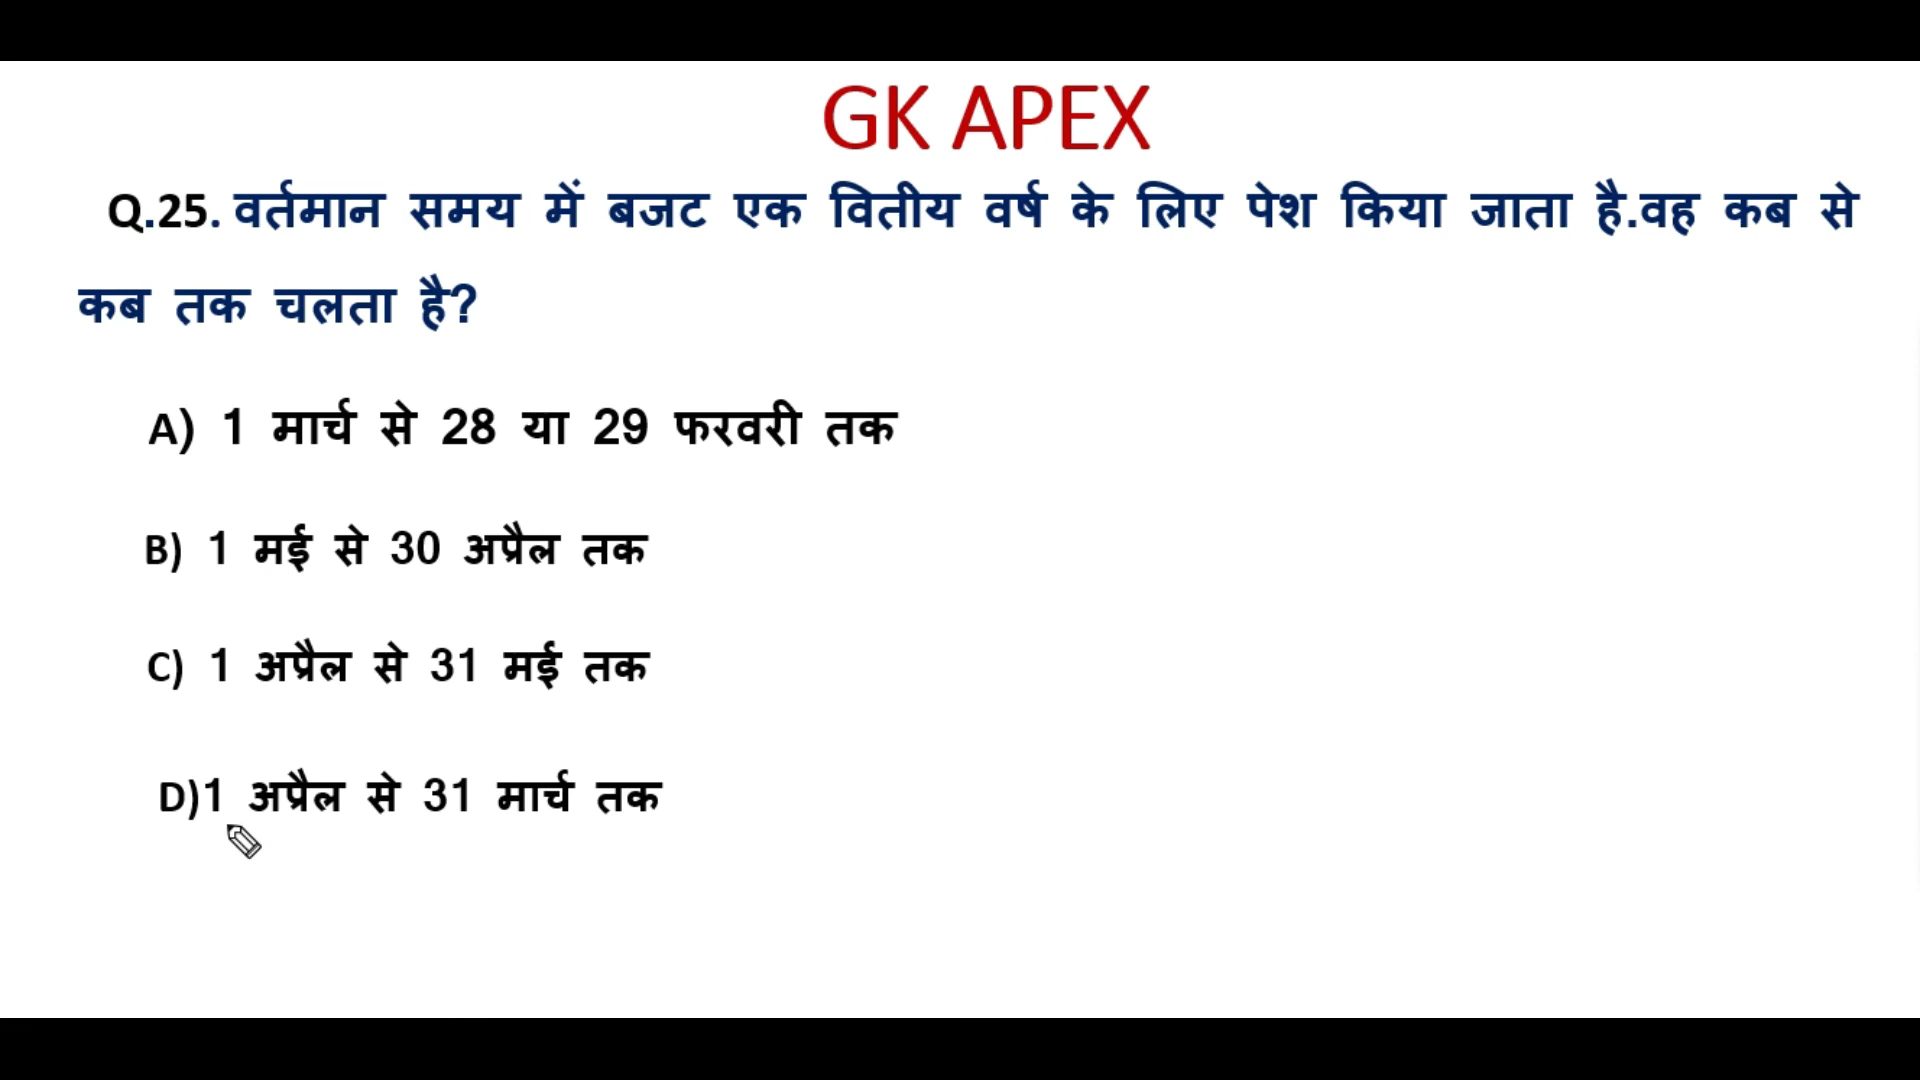 GK APEX
Q.25. वर्तमान समय में बजट एक वितीय वर्ष के लिए पेश किया जाता है.वह कब से
कब तक चलता है?
A) 1 मार्च से 28 या 29 फरवरी तक
B) 1 मई से 30 अप्रैल तक
C) 1 अप्रैल से 31 मई तक
D)1 अप्रैल से 31 मार्च तक